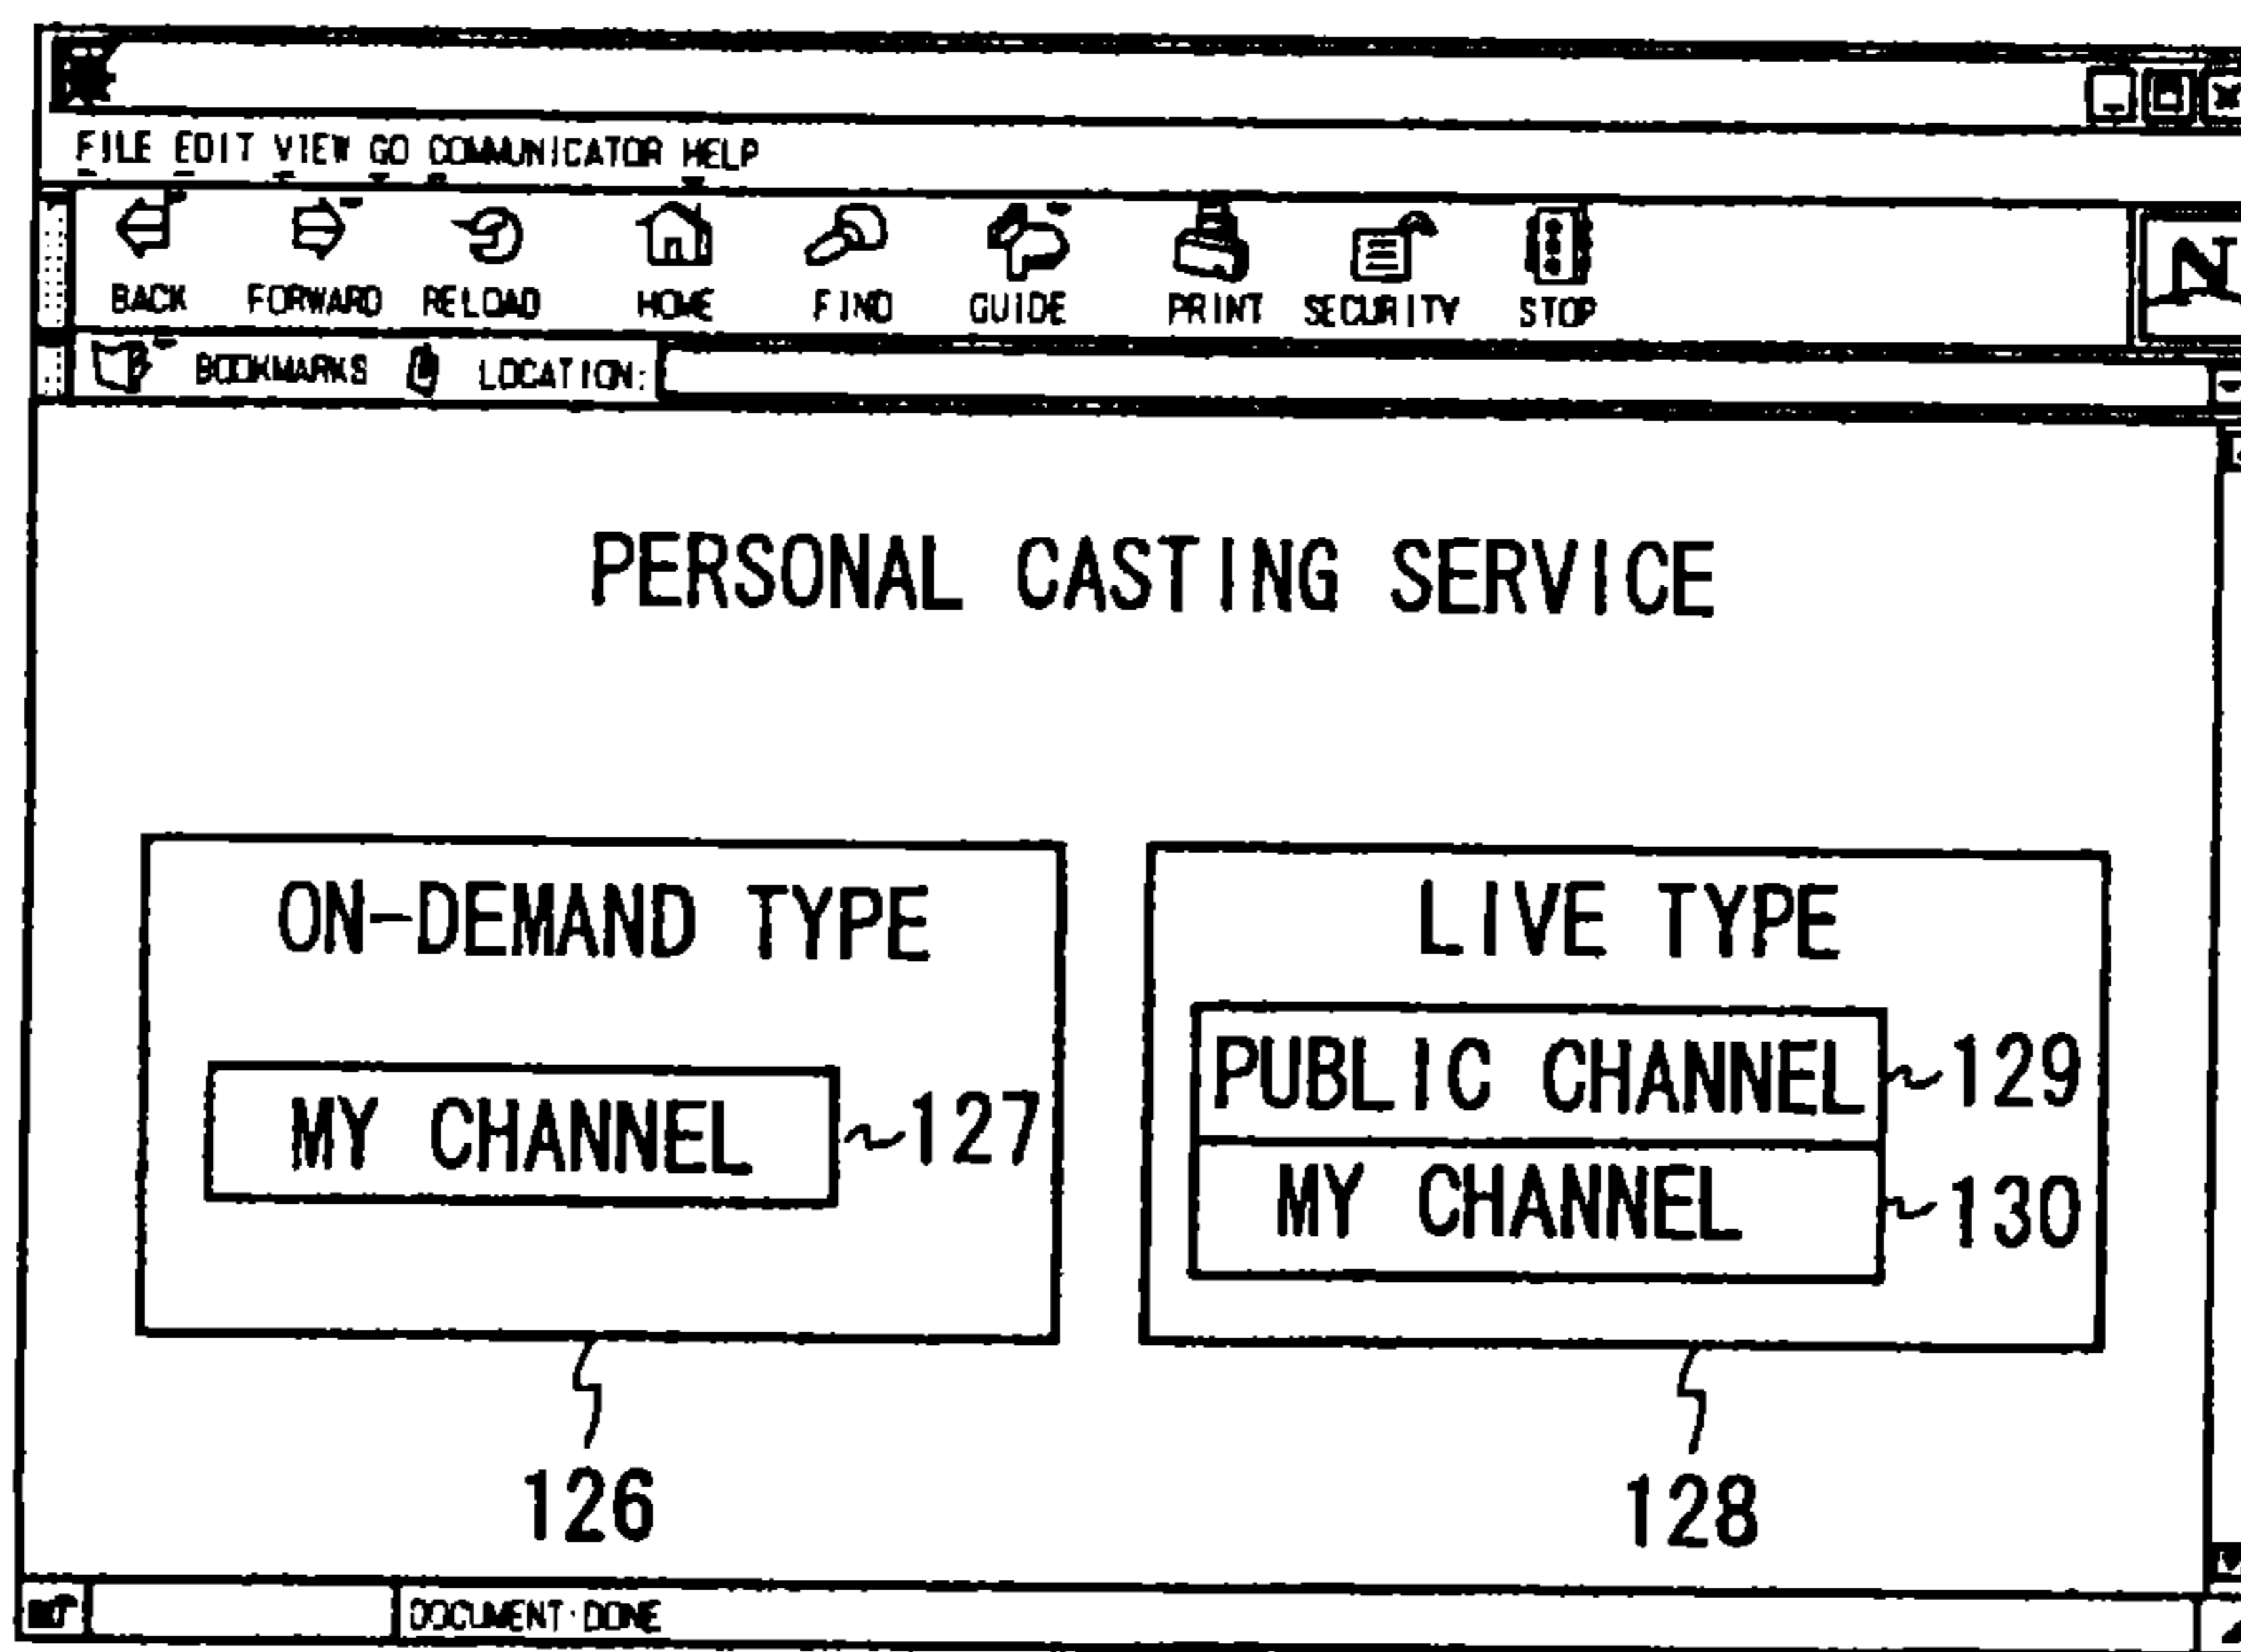 FILE EDIT VIEW GO COMMUNICATOR HELP
BACK FORWARD RELOAD HOME FIND GUIDE PRINT SECURITY STOP
N
BOOKMARKS LOCATION:
PERSONAL CASTING SERVICE
ON-DEMAND TYPE
MY CHANNEL 127
126
LIVE TYPE
PUBLIC CHANNEL 129
MY CHANNEL 130
128
DOCUMENT:DONE